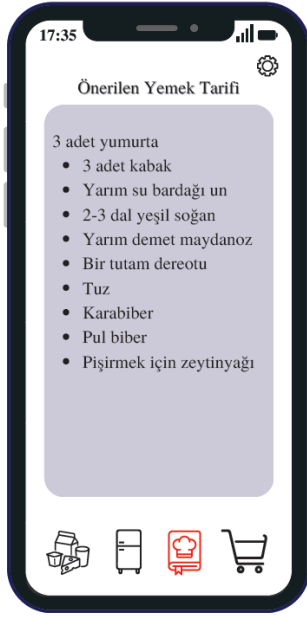 17:35
Önerilen Yemek Tarifi
3 adet yumurta
• 3 adet kabak
• Yarım su bardağı un
• 2-3 dal yeşil soğan
• Yarım demet maydanoz
• Bir tutam dereotu
• Tuz
• Karabiber
• Pul biber
• Pişirmek için zeytinyağı